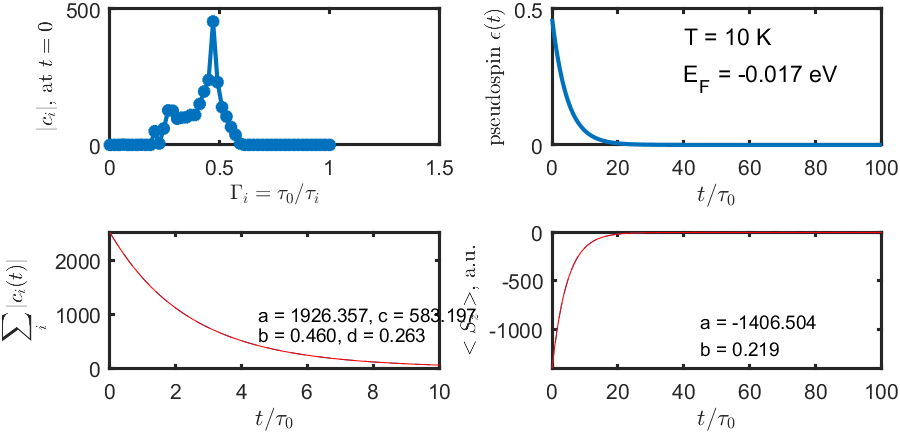 500
0
|c_i|, at t = 0
0 0.5 1 1.5
Γ_i = τ_0/τ_i
0.5
0
pseudospin ϵ(t)
T = 10 K
E_F = -0.017 eV
0 20 40 60 80 100
t/τ_0
2000
1000
0
∑_i |c_i(t)|
a = 1926.357, c = 583.197
b = 0.460, d = 0.263
0 2 4 6 8 10
t/τ_0
0
-500
-1000
< S_z >, a.u.
a = -1406.504
b = 0.219
0 20 40 60 80 100
t/τ_0